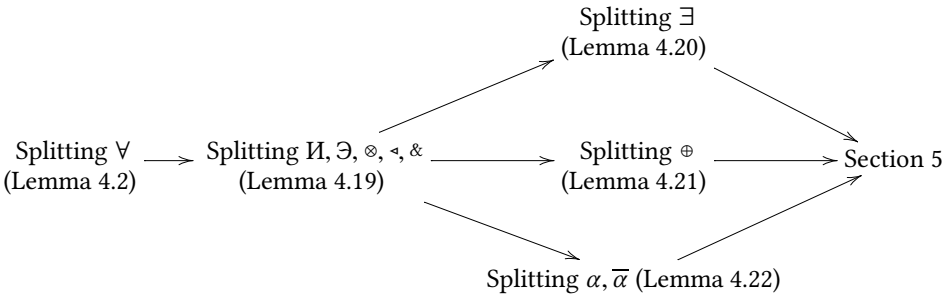 Splitting ∃
(Lemma 4.20)
Splitting ∀
(Lemma 4.2)
Splitting И, Э, ⊗, ◁, &
(Lemma 4.19)
Splitting ⊕
(Lemma 4.21)
Section 5
Splitting α, α̅ (Lemma 4.22)